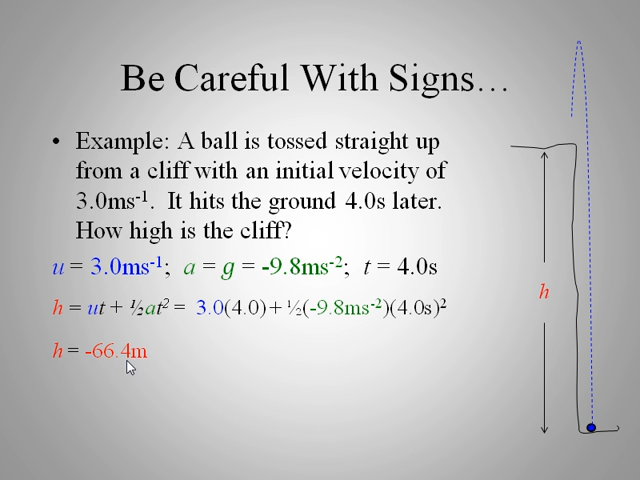 Be Careful With Signs…
• Example: A ball is tossed straight up
from a cliff with an initial velocity of
3.0ms⁻¹.  It hits the ground 4.0s later.
How high is the cliff?
u = 3.0ms⁻¹;  a = g = -9.8ms⁻²;  t = 4.0s
h = ut + ½at² =  3.0(4.0) + ½(-9.8ms⁻²)(4.0s)²
h = -66.4m
h